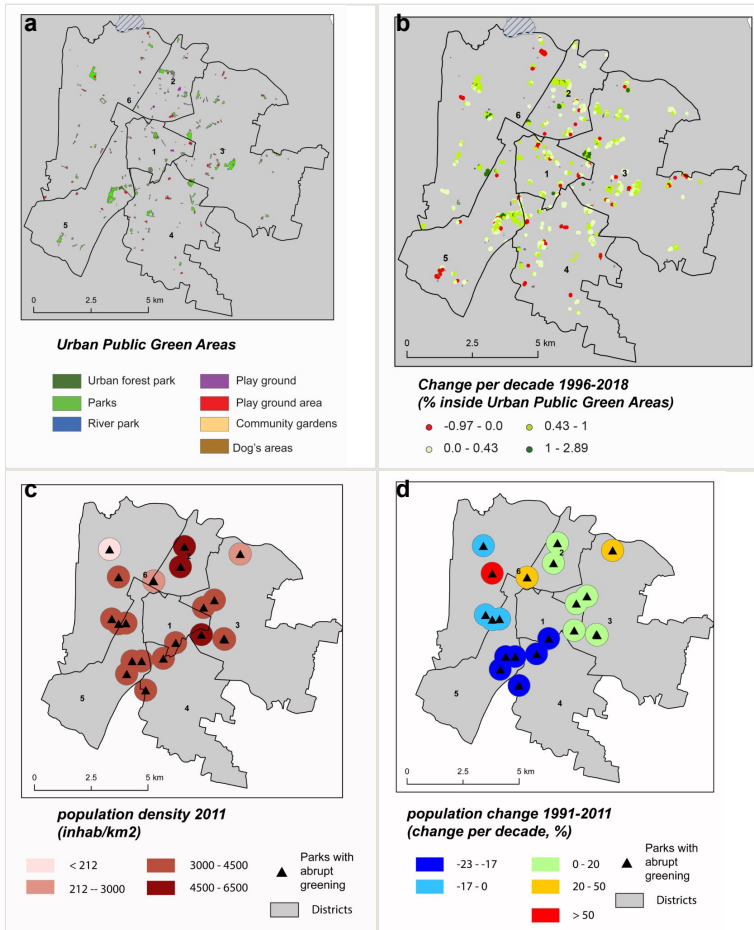 a
2
6
1
3
5
4
0 2.5 5 km
Urban Public Green Areas
Urban forest park
Parks
River park
Play ground
Play ground area
Community gardens
Dog's areas
b
2
6
1
3
5
4
0 2.5 5 km
Change per decade 1996-2018
(% inside Urban Public Green Areas)
-0.97 - 0.0
0.0 - 0.43
0.43 - 1
1 - 2.89
c
6
1
3
5
4
0 2.5 5 km
population density 2011
(inhab/km2)
< 212
212 -- 3000
3000 - 4500
4500 - 6500
Parks with
abrupt
greening
Districts
d
2
6
1
3
5
4
0 2.5 5 km
population change 1991-2011
(change per decade, %)
-23 - -17
-17 - 0
0 - 20
20 - 50
> 50
Parks with
abrupt
greening
Districts